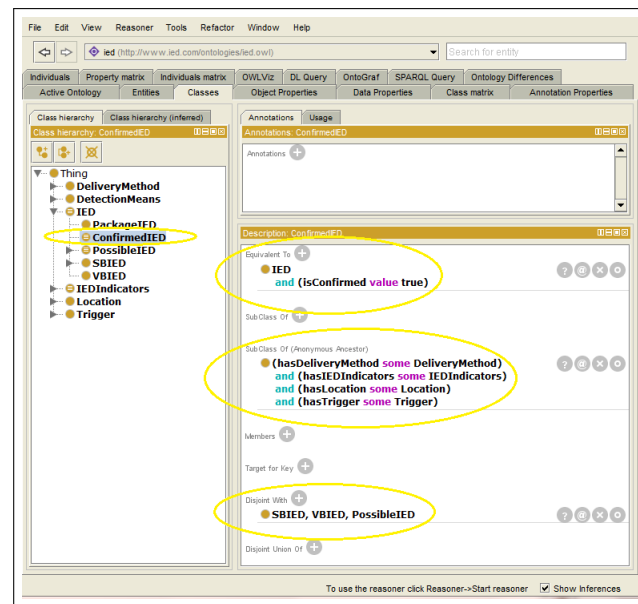 File Edit View Reasoner Tools Refactor Window Help
ied (http://www.ied.com/ontologies/ied.owl)
Search for entity
Individuals Property matrix Individuals matrix OWLViz DL Query OntoGraf SPARQL Query Ontology Differences
Active Ontology Entities Classes Object Properties Data Properties Class matrix Annotation Properties
Class hierarchy Class hierarchy (inferred)
Class hierarchy: ConfirmedIED
Thing
DeliveryMethod
DetectionMeans
IED
PackageIED
ConfirmedIED
PossibleIED
SBIED
VBIED
IEDIndicators
Location
Trigger
Annotations Usage
Annotations: ConfirmedIED
Annotations
Description: ConfirmedIED
Equivalent To
IED
and (isConfirmed value true)
SubClass Of
SubClass Of (Anonymous Ancestor)
(hasDeliveryMethod some DeliveryMethod)
and (hasIEDIndicators some IEDIndicators)
and (hasLocation some Location)
and (hasTrigger some Trigger)
Members
Target for Key
Disjoint With
SBIED, VBIED, PossibleIED
Disjoint Union Of
To use the reasoner click Reasoner->Start reasoner Show Inferences